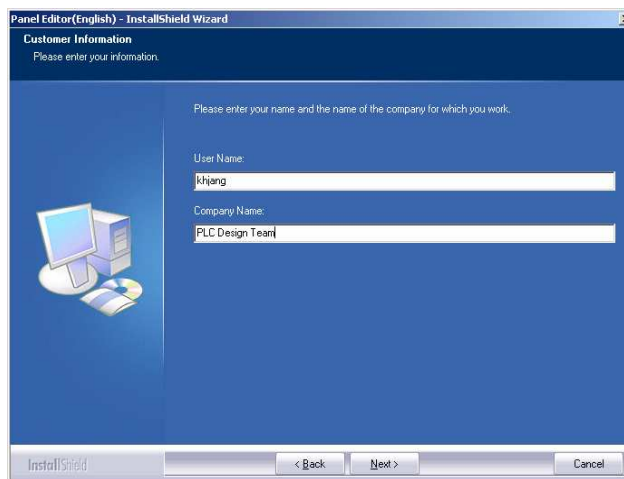 Panel Editor(English) - InstallShield Wizard
Customer Information
Please enter your information.
Please enter your name and the name of the company for which you work.
User Name:
khjang
Company Name:
PLC Design Team
InstallShield
< Back
Next >
Cancel